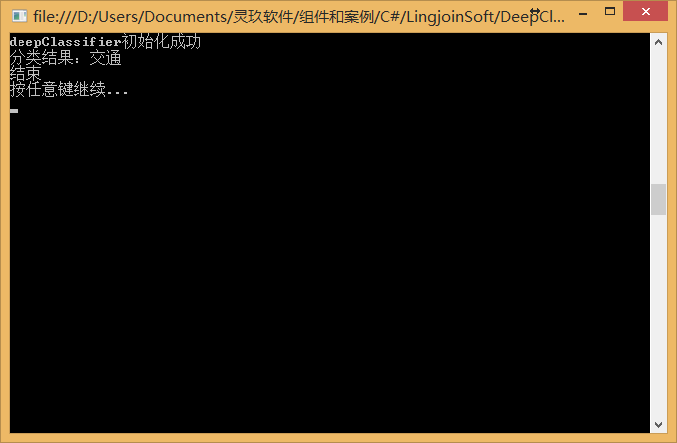 file:///D:/Users/Documents/灵玖软件/组件和案例/C#/LingjoinSoft/DeepCl...
deepClassifier初始化成功
分类结果：交通
结束
按任意键继续...